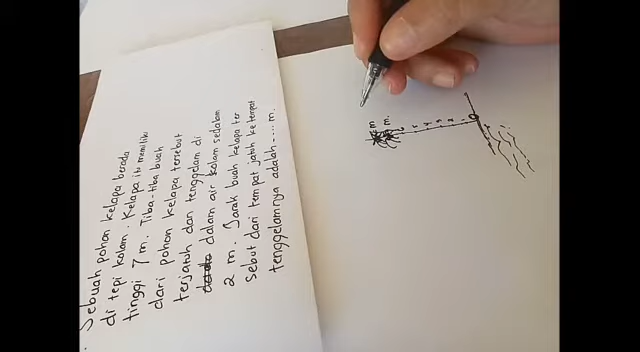 Sebuah pohon kelapa berada
di tepi kolam. Kelapa itu memiliki
tinggi 7 m. Tiba-tiba buah
dari pohon kelapa tersebut
terjatuh dan tenggelam di
dalam air kolam sedalam
2 m. Jarak buah kelapa ter
sebut dari tempat jatuh ke tempat
tenggelamnya adalah .... m.
0